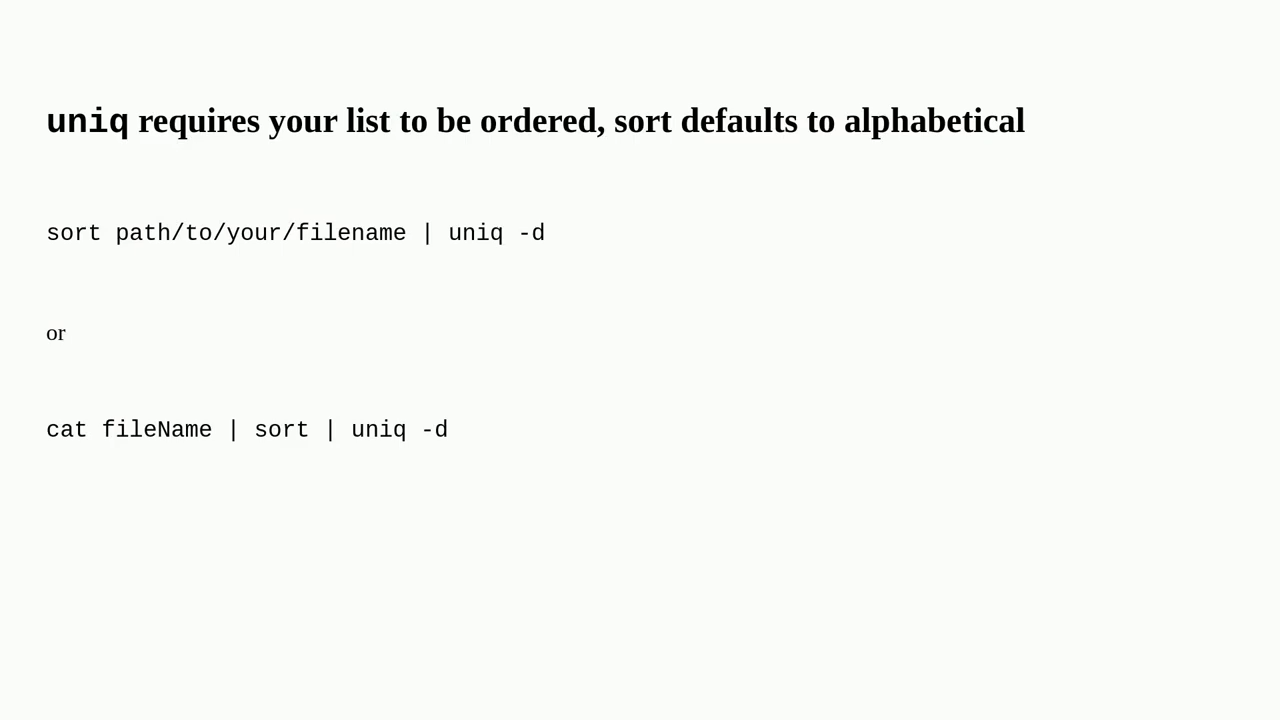 uniq requires your list to be ordered, sort defaults to alphabetical
sort path/to/your/filename | uniq -d
or
cat fileName | sort | uniq -d